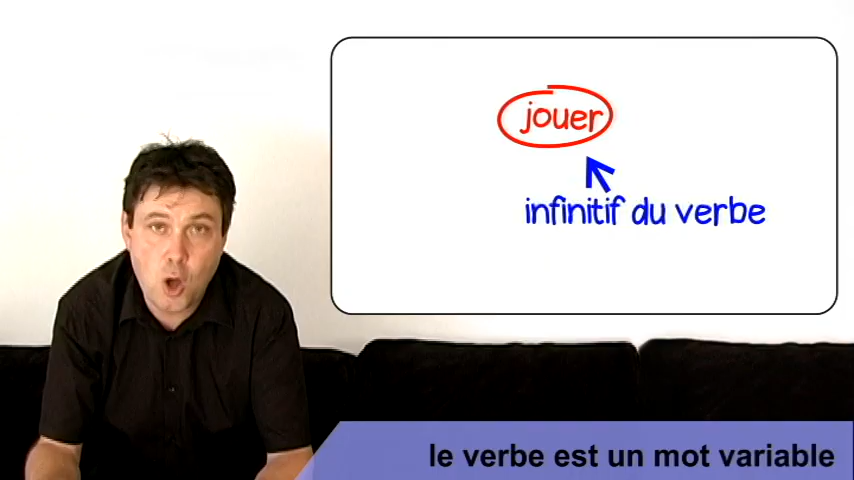 jouer
infinitif du verbe
le verbe est un mot variable